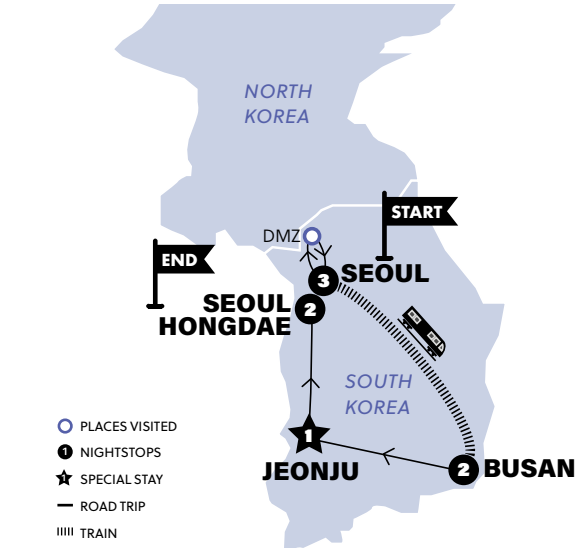 NORTH
KOREA
START
DMZ
END
3 SEOUL
SEOUL
HONGDAE 2
SOUTH
KOREA
1
JEONJU
2 BUSAN
PLACES VISITED
1 NIGHTSTOPS
1 SPECIAL STAY
ROAD TRIP
TRAIN